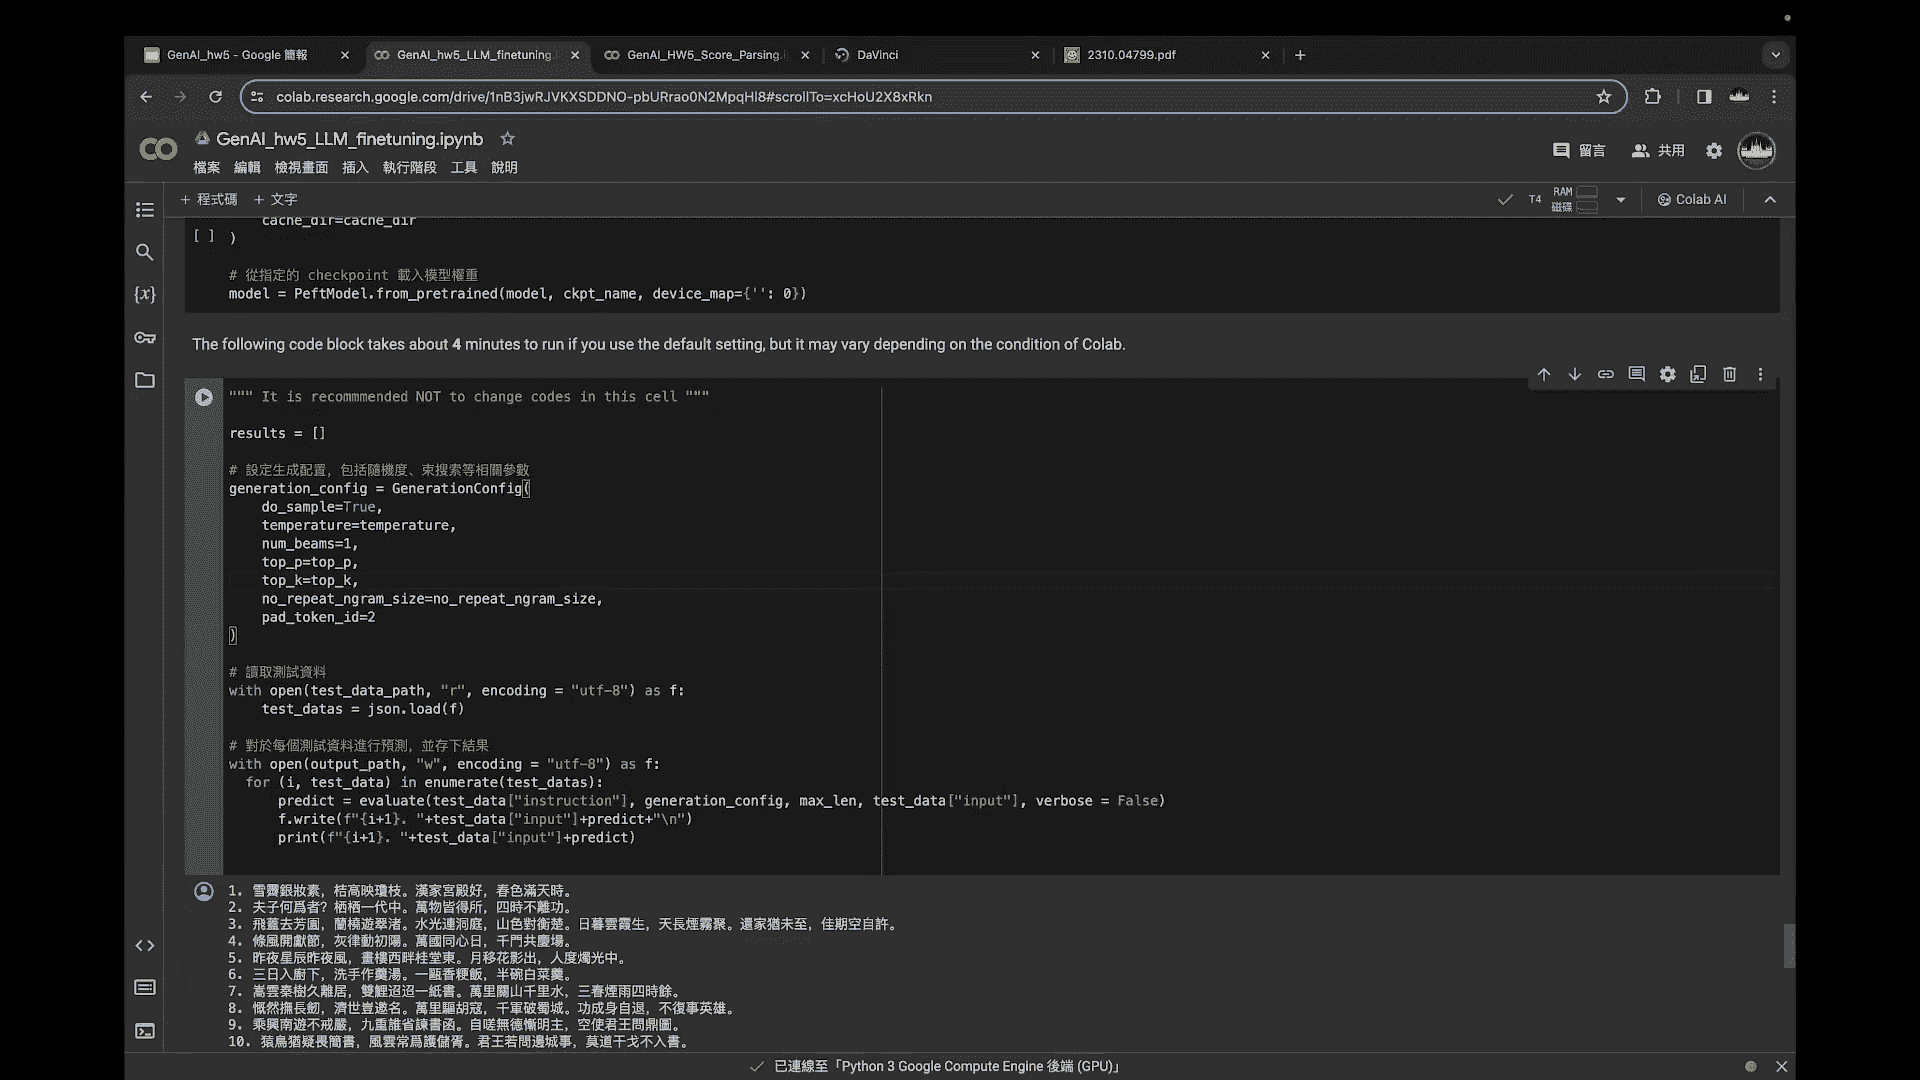 GenAI_hw5 - Google 簡報
GenAI_hw5_LLM_finetuning.
GenAI_HW5_Score_Parsing.i
DaVinci
2310.04799.pdf
colab.research.google.com/drive/1nB3jwRJVKXSDDNO-pbURrao0N2MpqHl8#scrollTo=xcHoU2X8xRkn
GenAI_hw5_LLM_finetuning.ipynb
留言 共用
檔案 編輯 檢視畫面 插入 執行階段 工具 說明
+ 程式碼 + 文字
T4 RAM 磁碟 Colab AI
cache_dir=cache_dir
[ ] )
# 從指定的 checkpoint 載入模型權重
model = PeftModel.from_pretrained(model, ckpt_name, device_map={'': 0})
The following code block takes about 4 minutes to run if you use the default setting, but it may vary depending on the condition of Colab.
""" It is recommmended NOT to change codes in this cell """
results = []
# 設定生成配置，包括隨機度、束搜索等相關參數
generation_config = GenerationConfig(
do_sample=True,
temperature=temperature,
num_beams=1,
top_p=top_p,
top_k=top_k,
no_repeat_ngram_size=no_repeat_ngram_size,
pad_token_id=2
)
# 讀取測試資料
with open(test_data_path, "r", encoding = "utf-8") as f:
test_datas = json.load(f)
# 對於每個測試資料進行預測，並存下結果
with open(output_path, "w", encoding = "utf-8") as f:
for (i, test_data) in enumerate(test_datas):
predict = evaluate(test_data["instruction"], generation_config, max_len, test_data["input"], verbose = False)
f.write(f"{i+1}. "+test_data["input"]+predict+"\n")
print(f"{i+1}. "+test_data["input"]+predict)
1. 雪霽銀妝素，桔高映瓊枝。漢家宮殿好，春色滿天時。
2. 夫子何爲者？栖栖一代中。萬物皆得所，四時不離功。
3. 飛蓋去芳園，蘭橈遊翠渚。水光連洞庭，山色對衡楚。日暮雲霞生，天長煙霧聚。還家猶未至，佳期空自許。
4. 條風開獻節，灰律動初陽。萬國同心日，千門共慶場。
5. 昨夜星辰昨夜風，畫樓西畔桂堂東。月移花影出，人度燭光中。
6. 三日入廚下，洗手作羹湯。一甌香粳飯，半碗白菜羹。
7. 嵩雲秦樹久離居，雙鯉迢迢一紙書。萬里關山千里水，三春煙雨四時餘。
8. 慨然撫長劒，濟世豈邀名。萬里驅胡寇，千軍破蜀城。功成身自退，不復事英雄。
9. 乘興南遊不戒嚴，九重誰省諫書函。自嗟無德慚明主，空使君王問鼎圖。
10. 猿鳥猶疑畏簡書，風雲常爲護儲胥。君王若問邊城事，莫道干戈不入書。
已連線至「Python 3 Google Compute Engine 後端 (GPU)」